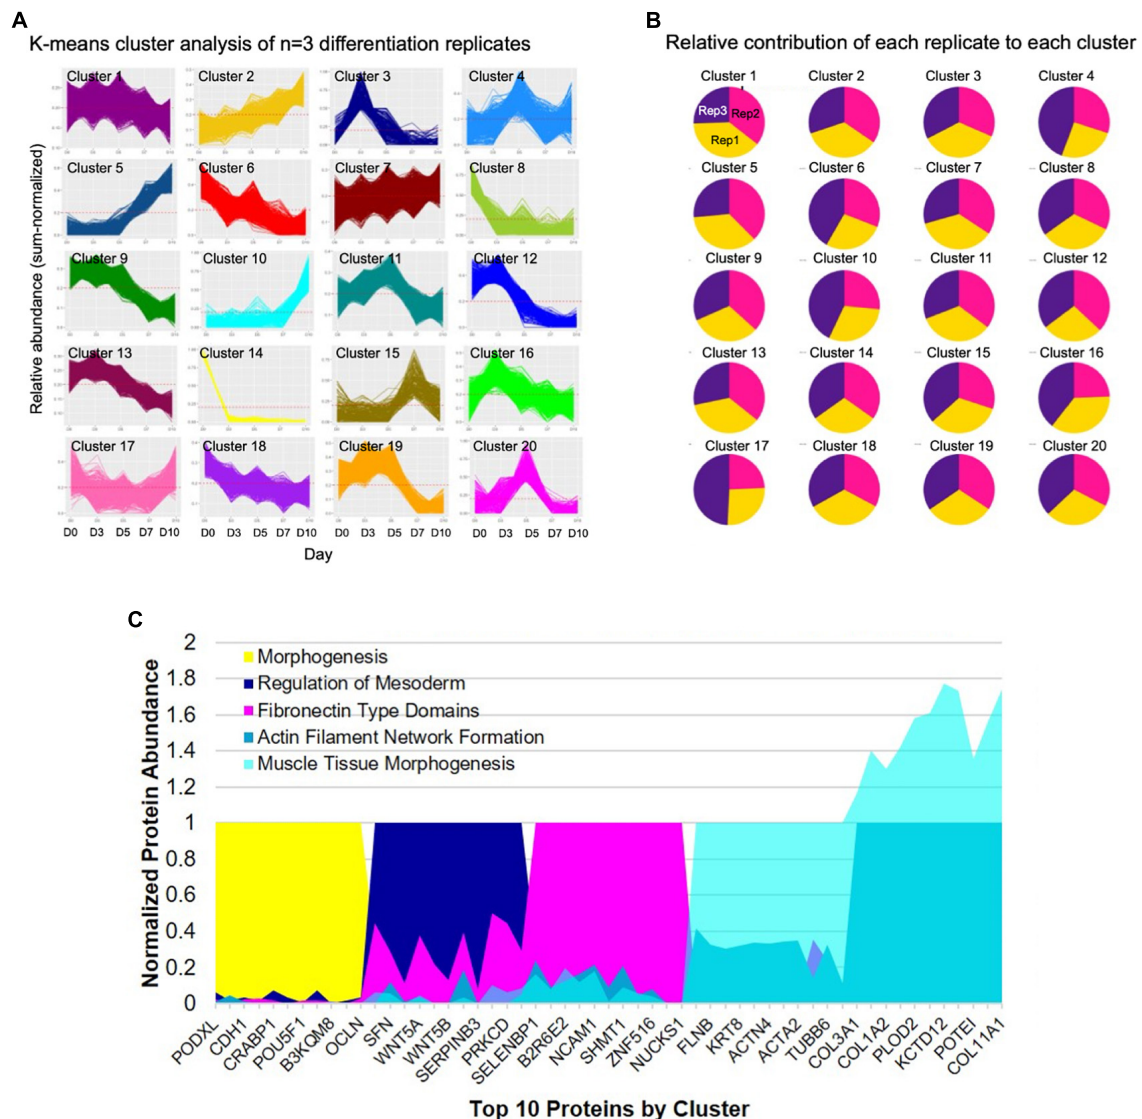 A
K-means cluster analysis of n=3 differentiation replicates
Cluster 1
Cluster 2
Cluster 3
Cluster 4
Cluster 5
Cluster 6
Cluster 7
Cluster 8
Cluster 9
Cluster 10
Cluster 11
Cluster 12
Cluster 13
Cluster 14
Cluster 15
Cluster 16
Cluster 17
Cluster 18
Cluster 19
Cluster 20
Relative abundance (sum-normalized)
D0 D3 D5 D7 D10
D0 D3 D5 D7 D10
D0 D3 D5 D7 D10
D0 D3 D5 D7 D10
Day
B
Relative contribution of each replicate to each cluster
Cluster 1
Cluster 2
Cluster 3
Cluster 4
Rep3
Rep2
Rep1
Cluster 5
Cluster 6
Cluster 7
Cluster 8
Cluster 9
Cluster 10
Cluster 11
Cluster 12
Cluster 13
Cluster 14
Cluster 15
Cluster 16
Cluster 17
Cluster 18
Cluster 19
Cluster 20
C
Normalized Protein Abundance
2
1.8
1.6
1.4
1.2
1
0.8
0.6
0.4
0.2
0
Morphogenesis
Regulation of Mesoderm
Fibronectin Type Domains
Actin Filament Network Formation
Muscle Tissue Morphogenesis
PODXL
CDH1
CRABP1
POU5F1
B3KQM8
OCLN
SFN
WNT5A
WNT5B
SERPINB3
PRKCD
SELENBP1
B2R6E2
NCAM1
SHMT1
ZNF516
NUCKS1
FLNB
KRT8
ACTN4
ACTA2
TUBB6
COL3A1
COL1A2
PLOD2
KCTD12
POTEI
COL11A1
Top 10 Proteins by Cluster